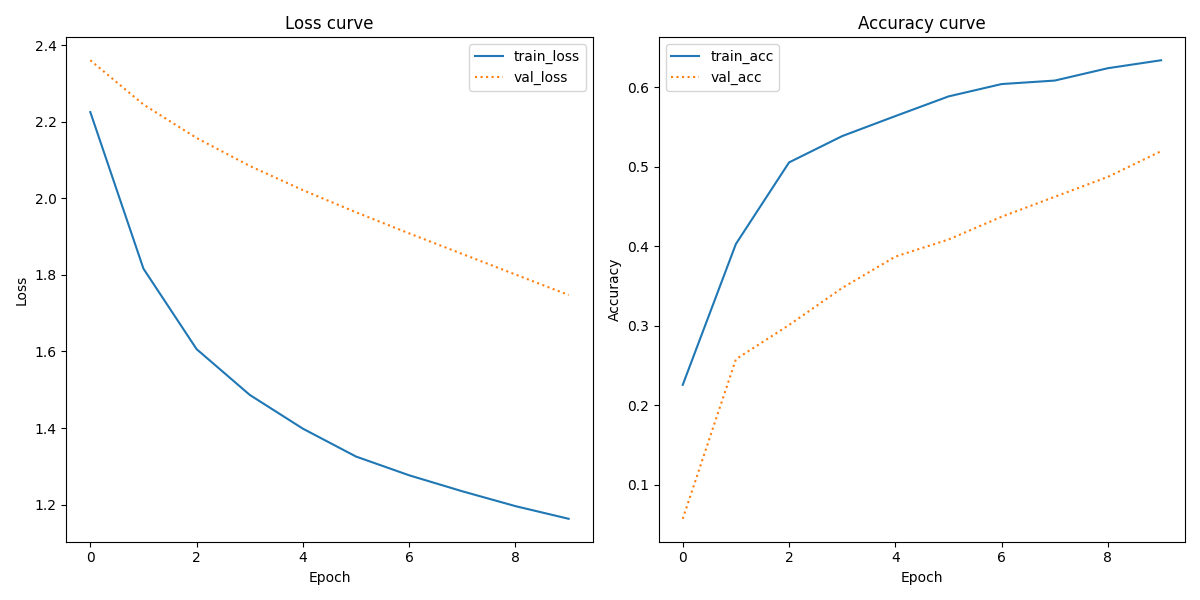 Loss curve
2.4
2.2
2.0
1.8
1.6
1.4
1.2
Loss
0 2 4 6 8
Epoch
train_loss
val_loss
Accuracy curve
0.6
0.5
0.4
0.3
0.2
0.1
Accuracy
0 2 4 6 8
Epoch
train_acc
val_acc